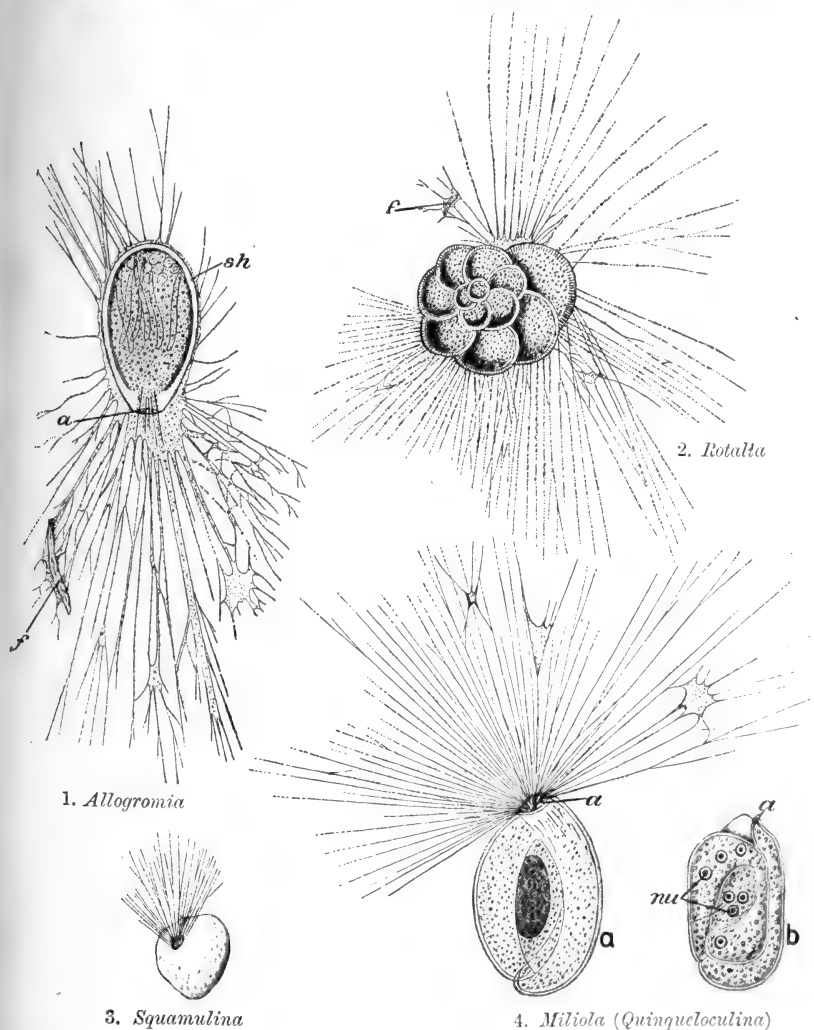 sh
a
f
1. Allogromia
f
2. Rotalia
3. Squamulina
a
a
4. Miliola (Quinqueloculina)
a
nu
b